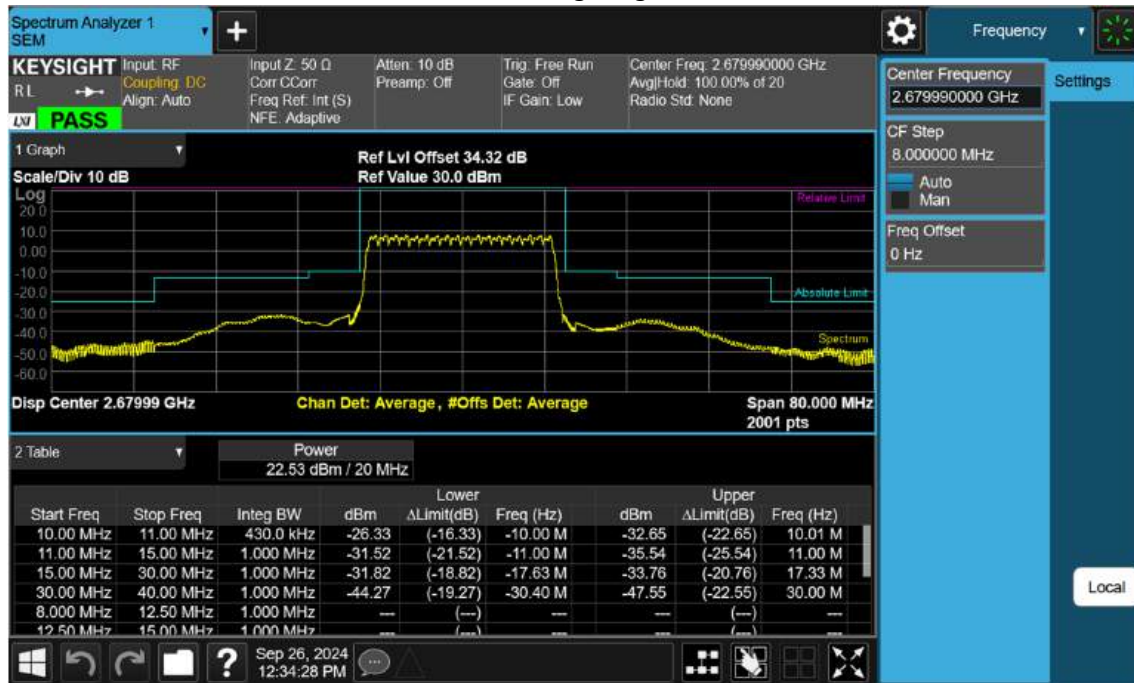 Spectrum Analyzer 1
SEM
+
Frequency
KEYSIGHT
RL
LXI PASS
Input: RF
Coupling: DC
Align: Auto
Input Z: 50 Ω
Corr CCorr
Freq Ref: Int (S)
NFE: Adaptive
Atten: 10 dB
Preamp: Off
Trig: Free Run
Gate: Off
IF Gain: Low
Center Freq: 2.679990000 GHz
Avg|Hold: 100.00% of 20
Radio Std: None
Center Frequency
2.679990000 GHz
Settings
CF Step
8.000000 MHz
Auto
Man
Freq Offset
0 Hz
Local
1 Graph
Scale/Div 10 dB
Ref Lvl Offset 34.32 dB
Ref Value 30.0 dBm
Log
20.0
10.0
0.00
-10.0
-20.0
-30.0
-40.0
-50.0
-60.0
Relative Limit
Absolute Limit
Spectrum
Disp Center 2.67999 GHz
Chan Det: Average, #Offs Det: Average
Span 80.000 MHz
2001 pts
2 Table
Power
22.53 dBm / 20 MHz
Lower Upper
Start Freq Stop Freq Integ BW dBm ΔLimit(dB) Freq (Hz) dBm ΔLimit(dB) Freq (Hz)
10.00 MHz 11.00 MHz 430.0 kHz -26.33 (-16.33) -10.00 M -32.65 (-22.65) 10.01 M
11.00 MHz 15.00 MHz 1.000 MHz -31.52 (-21.52) -11.00 M -35.54 (-25.54) 11.00 M
15.00 MHz 30.00 MHz 1.000 MHz -31.82 (-18.82) -17.63 M -33.76 (-20.76) 17.33 M
30.00 MHz 40.00 MHz 1.000 MHz -44.27 (-19.27) -30.40 M -47.55 (-22.55) 30.00 M
8.000 MHz 12.50 MHz 1.000 MHz --- (---) --- --- (---) ---
12.50 MHz 15.00 MHz 1.000 MHz --- (---) --- --- (---) ---
?
Sep 26, 2024
12:34:28 PM